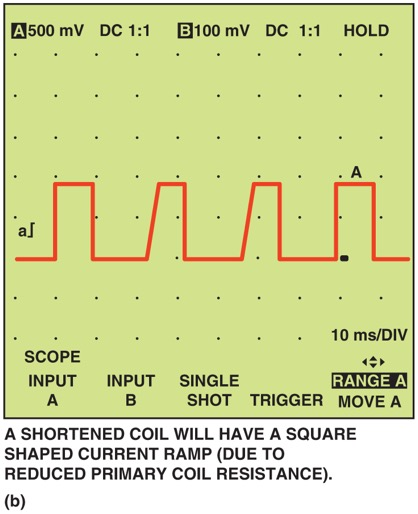 A 500 mV DC 1:1 B 100 mV DC 1:1 HOLD
A
a∫
10 ms/DIV
SCOPE
INPUT A
INPUT B
SINGLE SHOT
TRIGGER
RANGE A
MOVE A
A SHORTENED COIL WILL HAVE A SQUARE
SHAPED CURRENT RAMP (DUE TO
REDUCED PRIMARY COIL RESISTANCE).
(b)